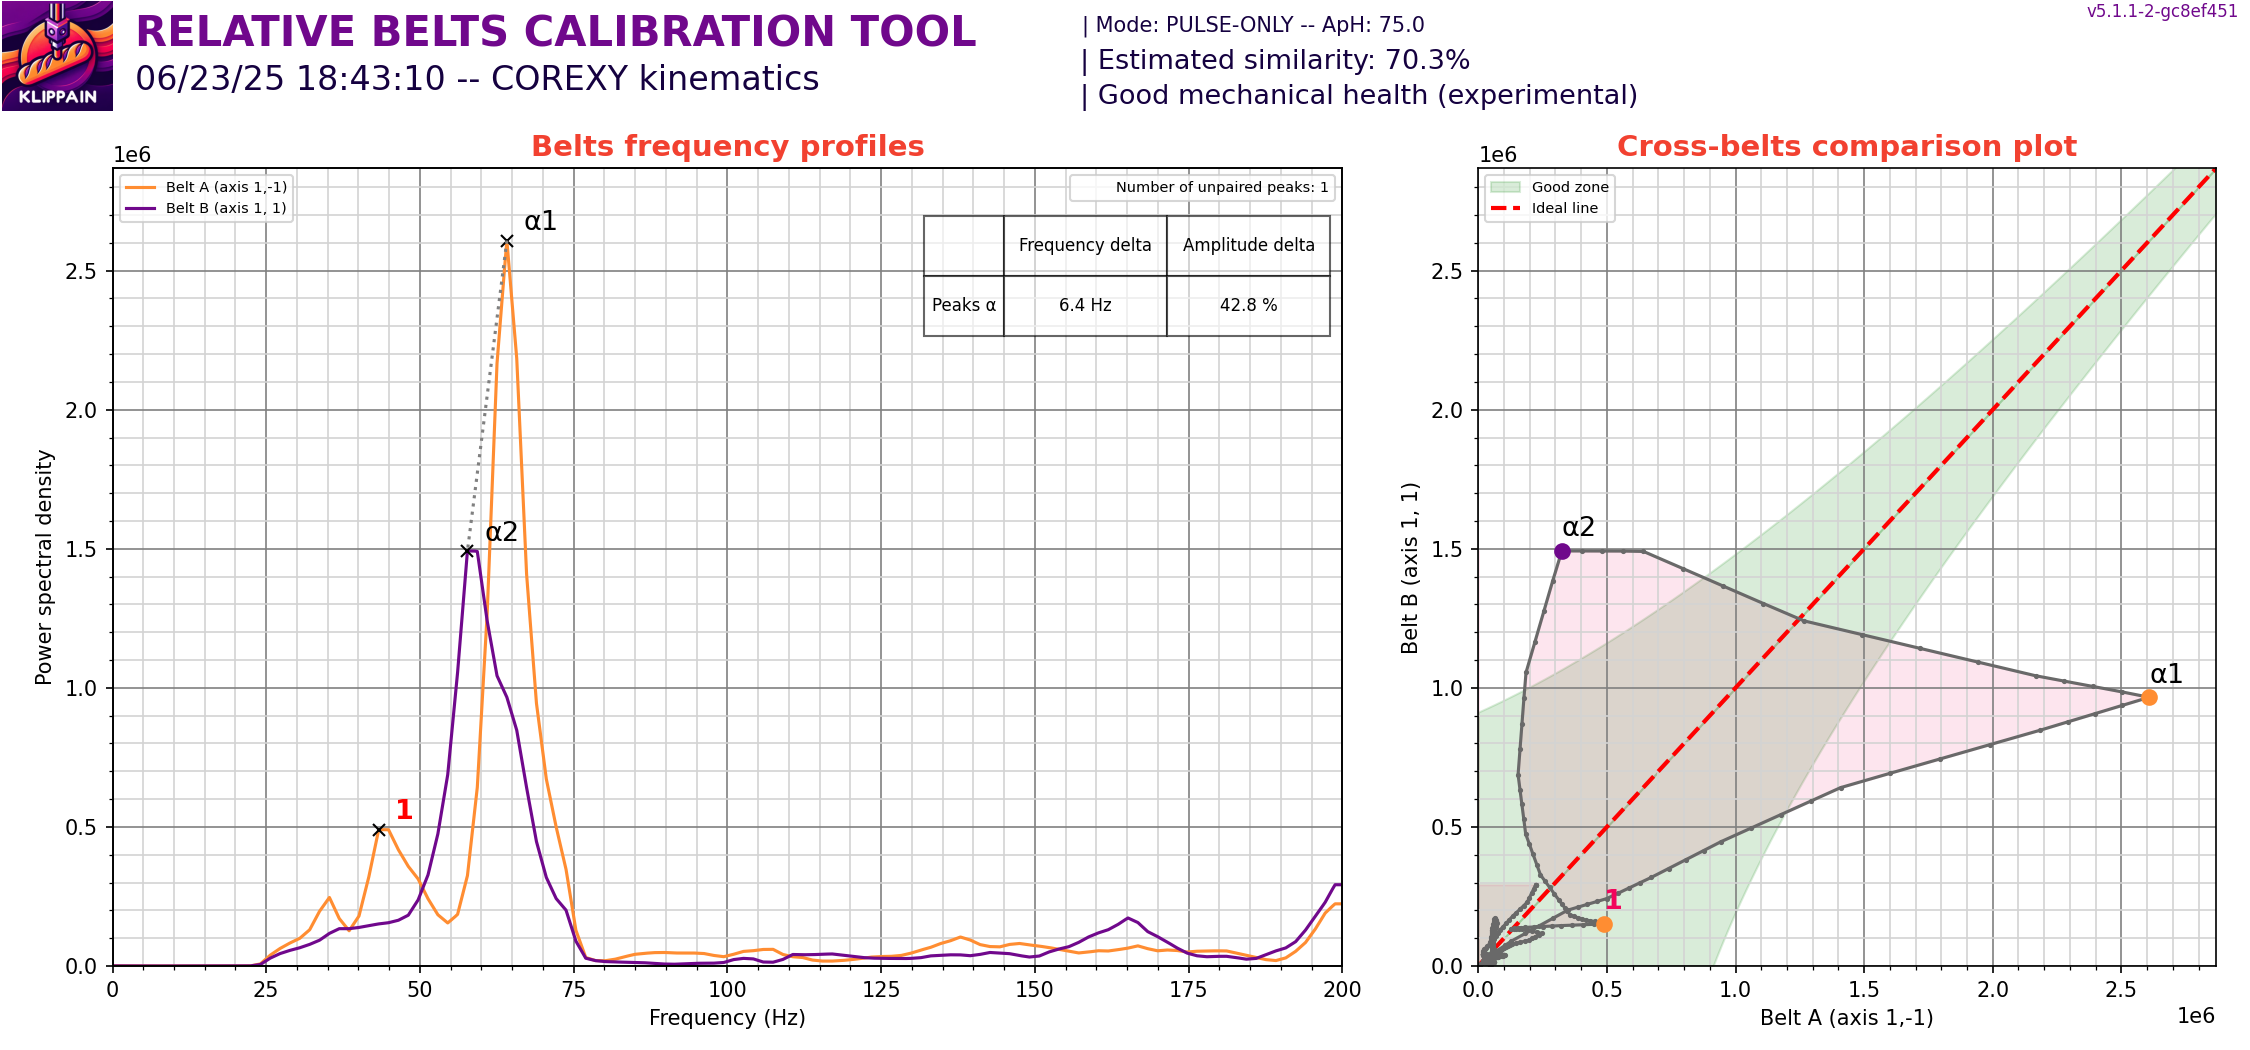 KLIPPAIN
RELATIVE BELTS CALIBRATION TOOL
06/23/25 18:43:10 -- COREXY kinematics
| Mode: PULSE-ONLY -- ApH: 75.0
| Estimated similarity: 70.3%
| Good mechanical health (experimental)
v5.1.1-2-gc8ef451
Belts frequency profiles
1e6
Belt A (axis 1,-1)
Belt B (axis 1, 1)
Number of unpaired peaks: 1
Frequency delta Amplitude delta
Peaks α 6.4 Hz 42.8 %
α1
α2
1
Power spectral density
2.5
2.0
1.5
1.0
0.5
0.0
0 25 50 75 100 125 150 175 200
Frequency (Hz)
Cross-belts comparison plot
1e6
Good zone
Ideal line
α2
α1
1
Belt B (axis 1, 1)
2.5
2.0
1.5
1.0
0.5
0.0
0.0 0.5 1.0 1.5 2.0 2.5
Belt A (axis 1,-1)
1e6